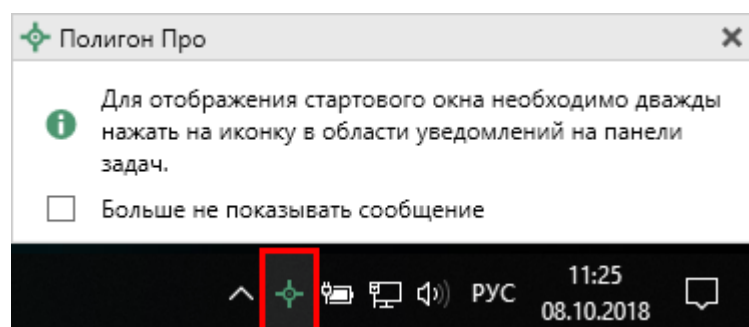 Полигон Про
Для отображения стартового окна необходимо дважды
нажать на иконку в области уведомлений на панели
задач.
Больше не показывать сообщение
РУС
11:25
08.10.2018